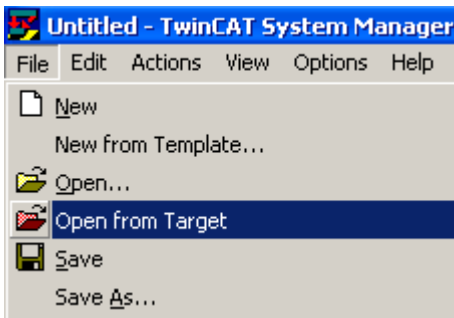 Untitled - TwinCAT System Manager
File Edit Actions View Options Help
New
New from Template...
Open...
Open from Target
Save
Save As...